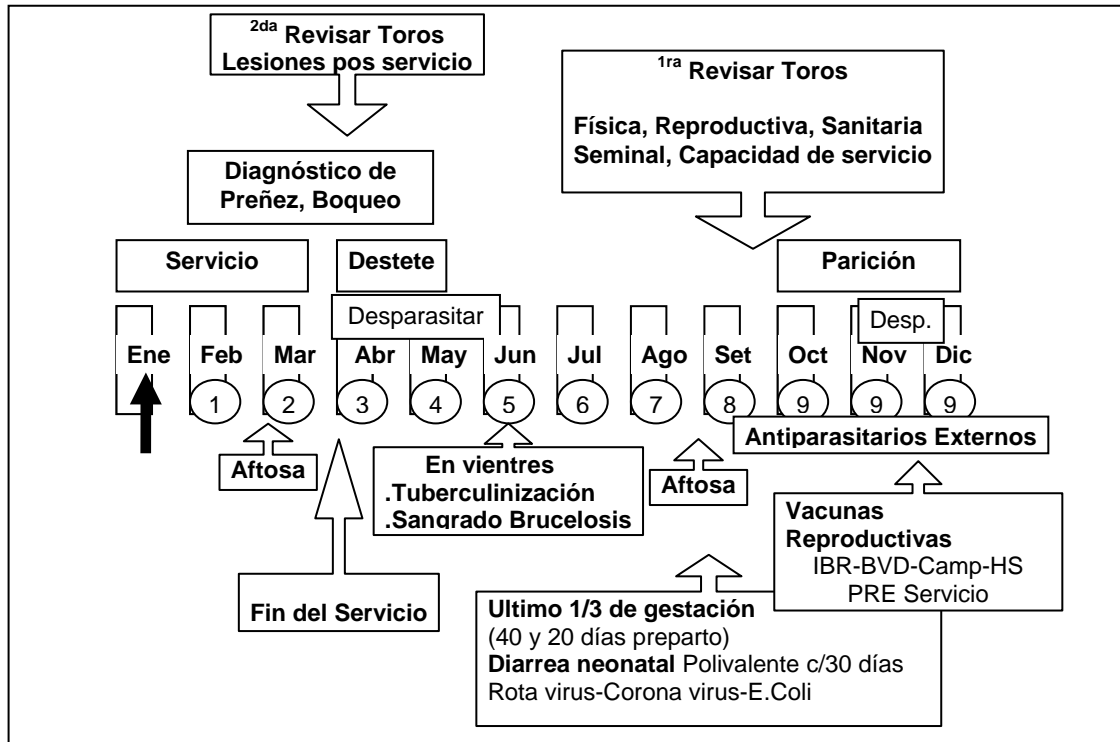 2da Revisar Toros
Lesiones pos servicio
1ra Revisar Toros
Física, Reproductiva, Sanitaria
Seminal, Capacidad de servicio
Diagnóstico de
Preñez, Boqueo
Servicio
Destete
Parición
Desparasitar
Desp.
Ene Feb Mar Abr May Jun Jul Ago Set Oct Nov Dic
1 2 3 4 5 6 7 8 9 9 9
Antiparasitarios Externos
Aftosa
En vientres
.Tuberculinización
.Sangrado Brucelosis
Aftosa
Vacunas
Reproductivas
IBR-BVD-Camp-HS
PRE Servicio
Fin del Servicio
Ultimo 1/3 de gestación
(40 y 20 días preparto)
Diarrea neonatal Polivalente c/30 días
Rota virus-Corona virus-E.Coli